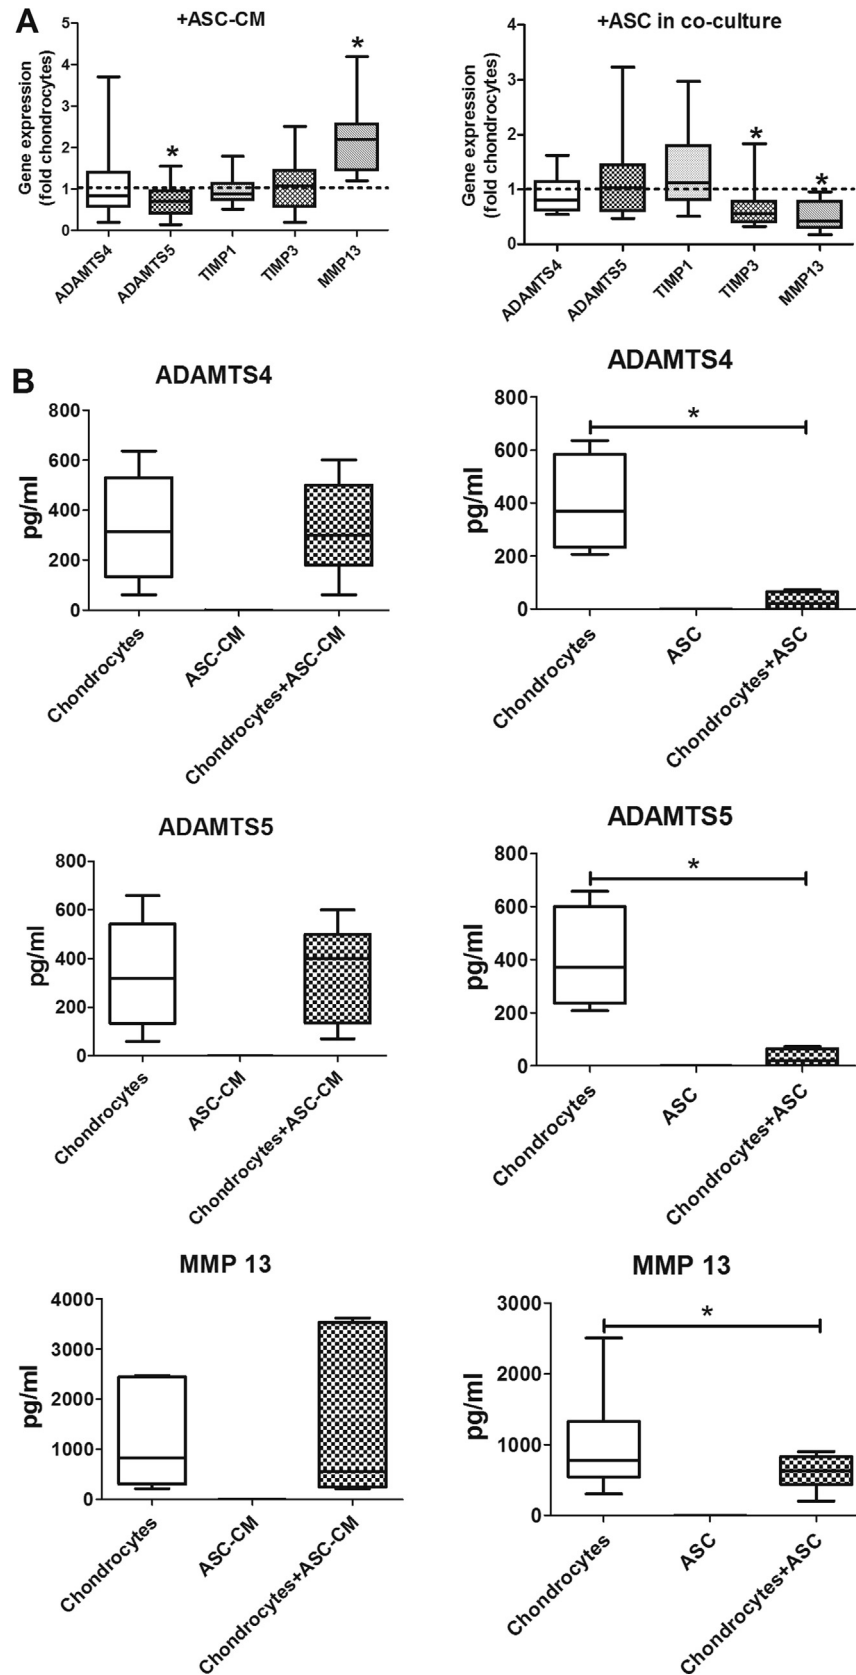 A
+ASC-CM
Gene expression
(fold chondrocytes)
5
4
3
2
1
0
*
*
ADAMTS4
ADAMTS5
TIMP1
TIMP3
MMP13
+ASC in co-culture
Gene expression
(fold chondrocytes)
4
3
2
1
0
*
*
ADAMTS4
ADAMTS5
TIMP1
TIMP3
MMP13
B
ADAMTS4
pg/ml
800
600
400
200
0
Chondrocytes
ASC-CM
Chondrocytes+ASC-CM
ADAMTS4
pg/ml
800
600
400
200
0
*
Chondrocytes
ASC
Chondrocytes+ASC
ADAMTS5
pg/ml
800
600
400
200
0
Chondrocytes
ASC-CM
Chondrocytes+ASC-CM
ADAMTS5
pg/ml
800
600
400
200
0
*
Chondrocytes
ASC
Chondrocytes+ASC
MMP 13
pg/ml
4000
3000
2000
1000
0
Chondrocytes
ASC-CM
Chondrocytes+ASC-CM
MMP 13
pg/ml
3000
2000
1000
0
*
Chondrocytes
ASC
Chondrocytes+ASC